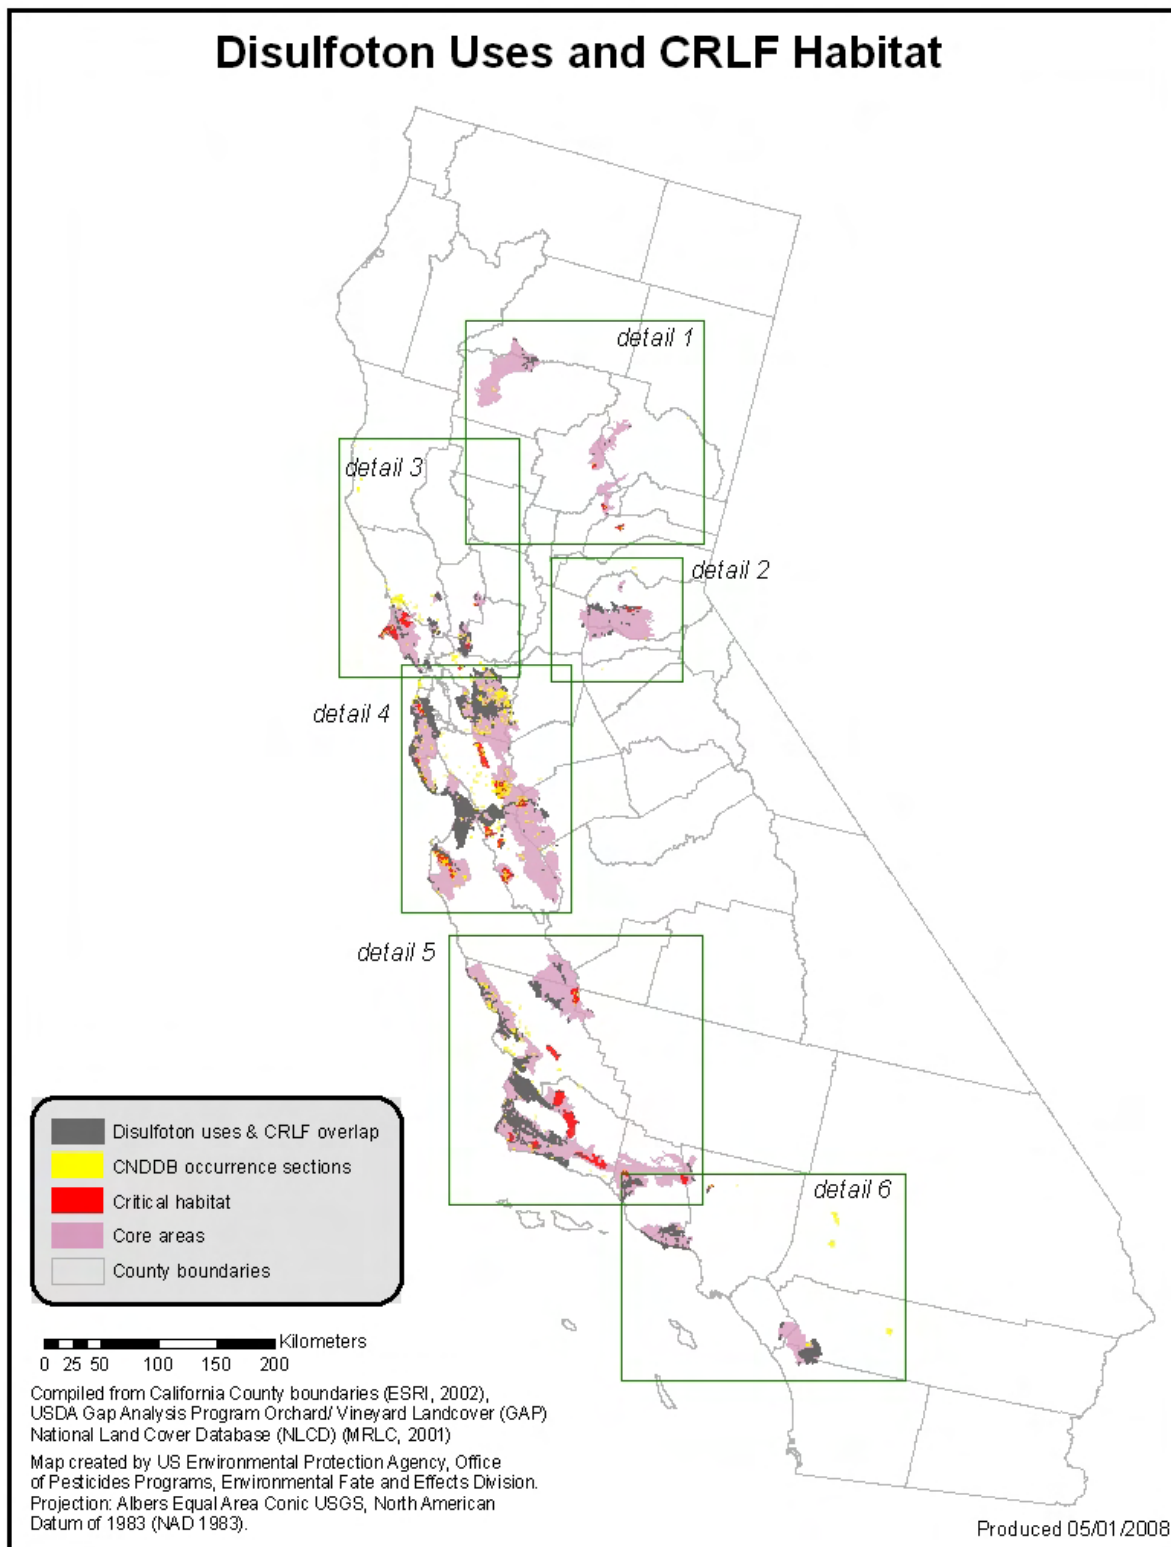 Disulfoton Uses and CRLF Habitat
detail 1
detail 3
detail 2
detail 4
detail 5
detail 6
Disulfoton uses & CRLF overlap
CNDDB occurrence sections
Critical habitat
Core areas
County boundaries
Kilometers
0 25 50 100 150 200
Compiled from California County boundaries (ESRI, 2002),
USDA Gap Analysis Program Orchard/ Vineyard Landcover (GAP)
National Land Cover Database (NLCD) (MRLC, 2001)
Map created by US Environmental Protection Agency, Office
of Pesticides Programs, Environmental Fate and Effects Division.
Projection: Albers Equal Area Conic USGS, North American
Datum of 1983 (NAD 1983).
Produced 05/01/2008